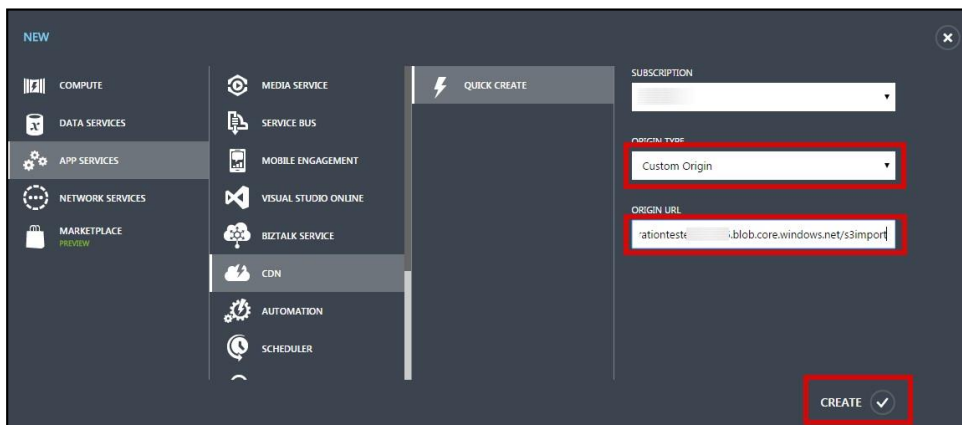 NEW
COMPUTE
DATA SERVICES
APP SERVICES
NETWORK SERVICES
MARKETPLACE
PREVIEW
MEDIA SERVICE
SERVICE BUS
MOBILE ENGAGEMENT
VISUAL STUDIO ONLINE
BIZTALK SERVICE
CDN
AUTOMATION
SCHEDULER
QUICK CREATE
SUBSCRIPTION
ORIGIN TYPE
Custom Origin
ORIGIN URL
rationteste .blob.core.windows.net/s3import
CREATE